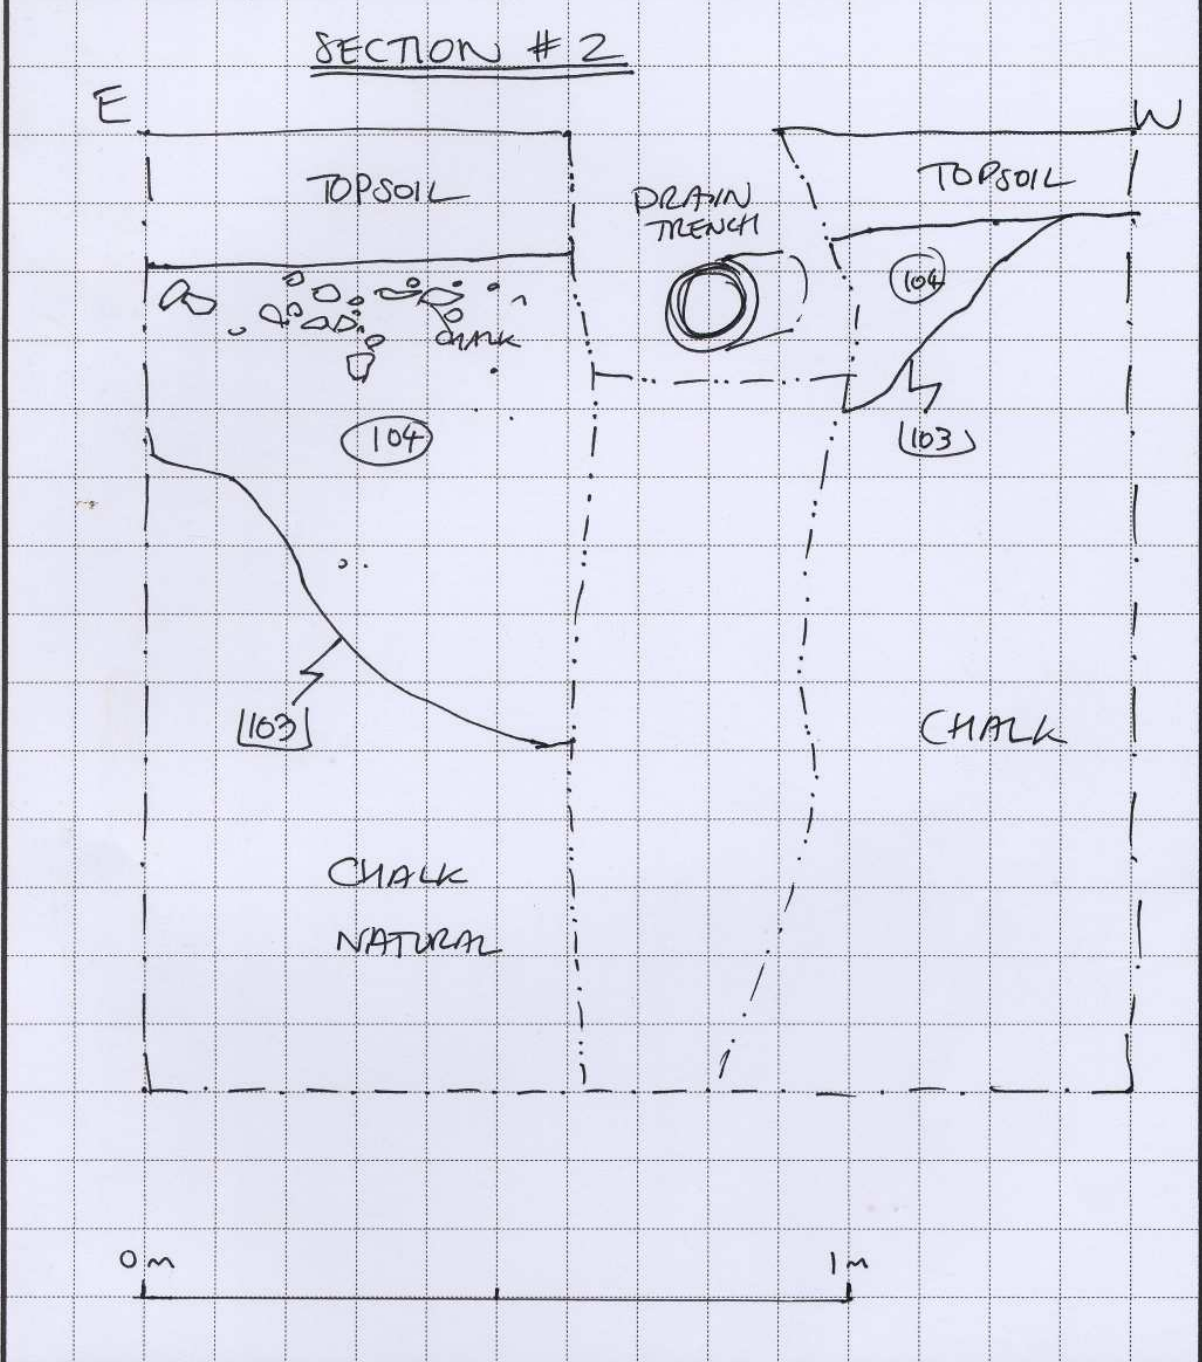 SECTION # 2
E
W
TOPSOIL
TOPSOIL
DRAIN
TRENCH
104
CHALK
104
103
103
CHALK
CHALK
NATURAL
0m
1m